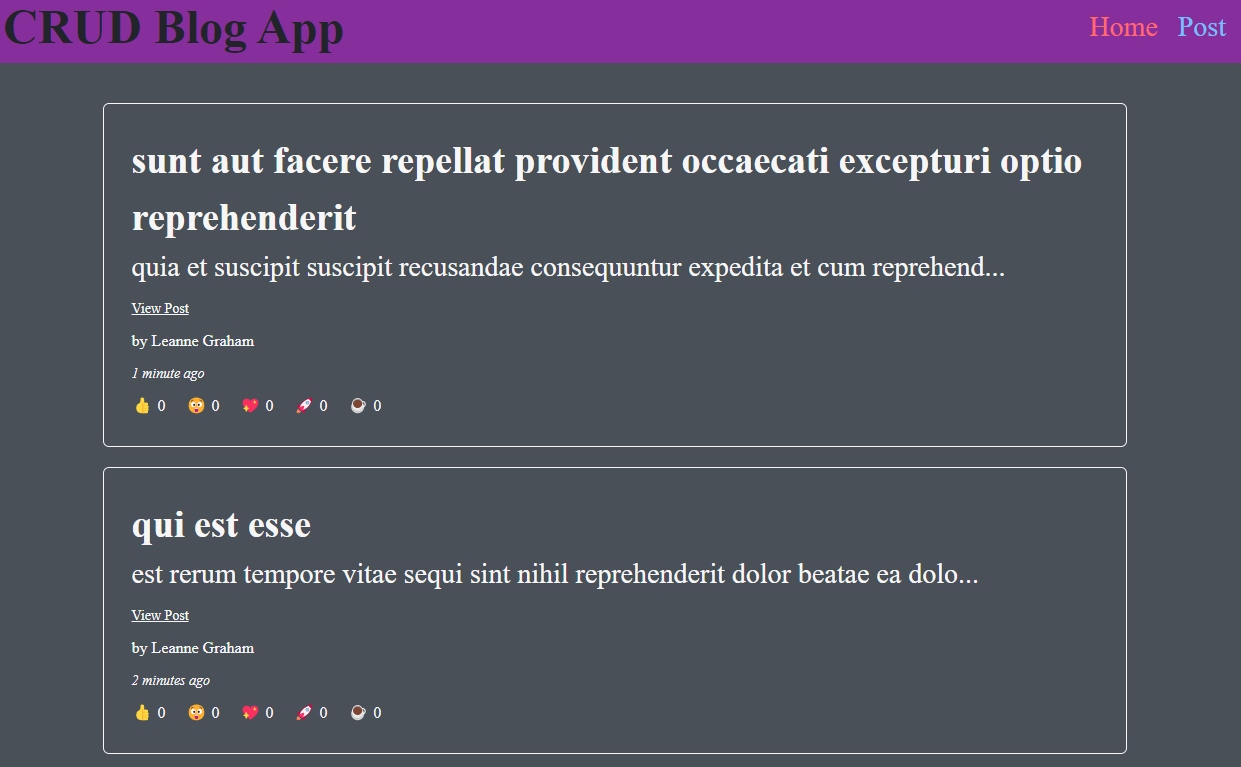 CRUD Blog App
Home Post
sunt aut facere repellat provident occaecati excepturi optio
reprehenderit
quia et suscipit suscipit recusandae consequuntur expedita et cum reprehend...
View Post
by Leanne Graham
1 minute ago
👍 0 😳 0 💖 0 🚀 0 ☕ 0
qui est esse
est rerum tempore vitae sequi sint nihil reprehenderit dolor beatae ea dolo...
View Post
by Leanne Graham
2 minutes ago
👍 0 😳 0 💖 0 🚀 0 ☕ 0